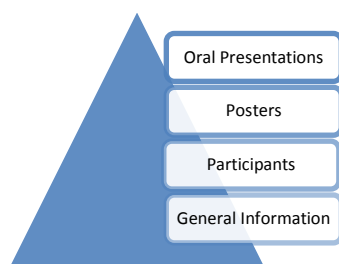 Oral Presentations
Posters
Participants
General Information